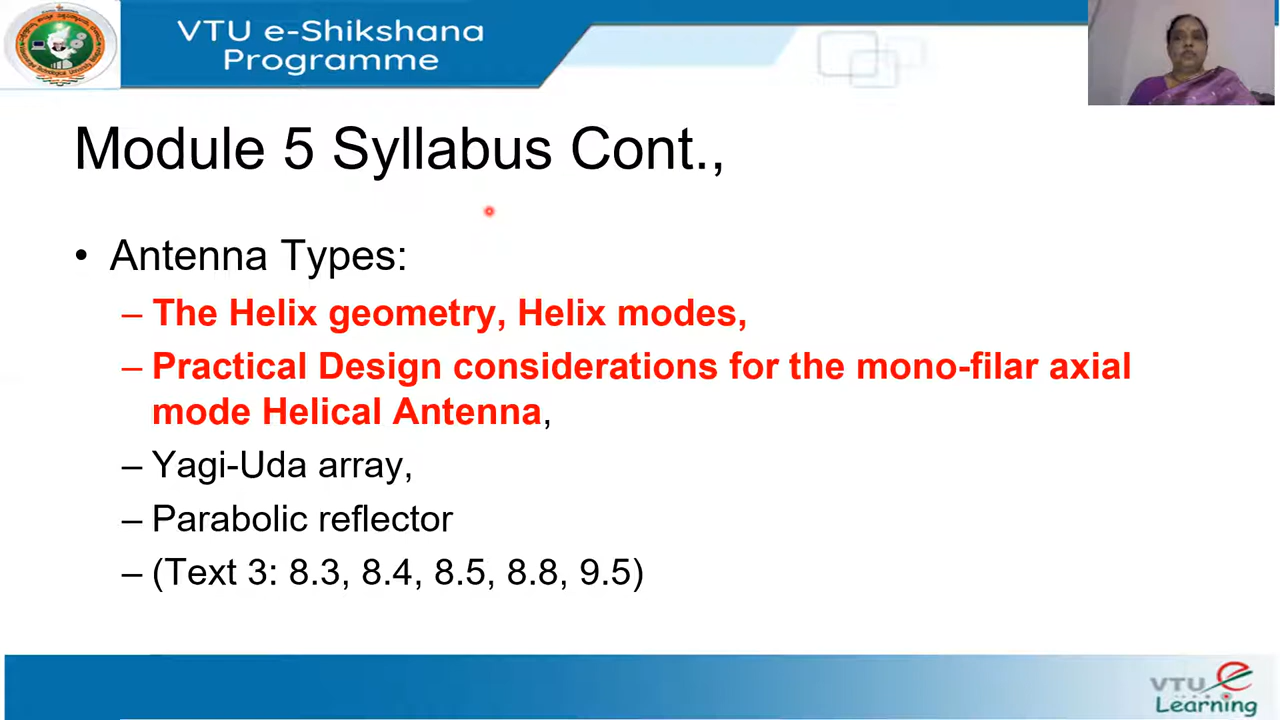 VTU e-Shikshana
Programme
Module 5 Syllabus Cont.,
• Antenna Types:
– The Helix geometry, Helix modes,
– Practical Design considerations for the mono-filar axial
mode Helical Antenna,
– Yagi-Uda array,
– Parabolic reflector
– (Text 3: 8.3, 8.4, 8.5, 8.8, 9.5)
VTU e
Learning